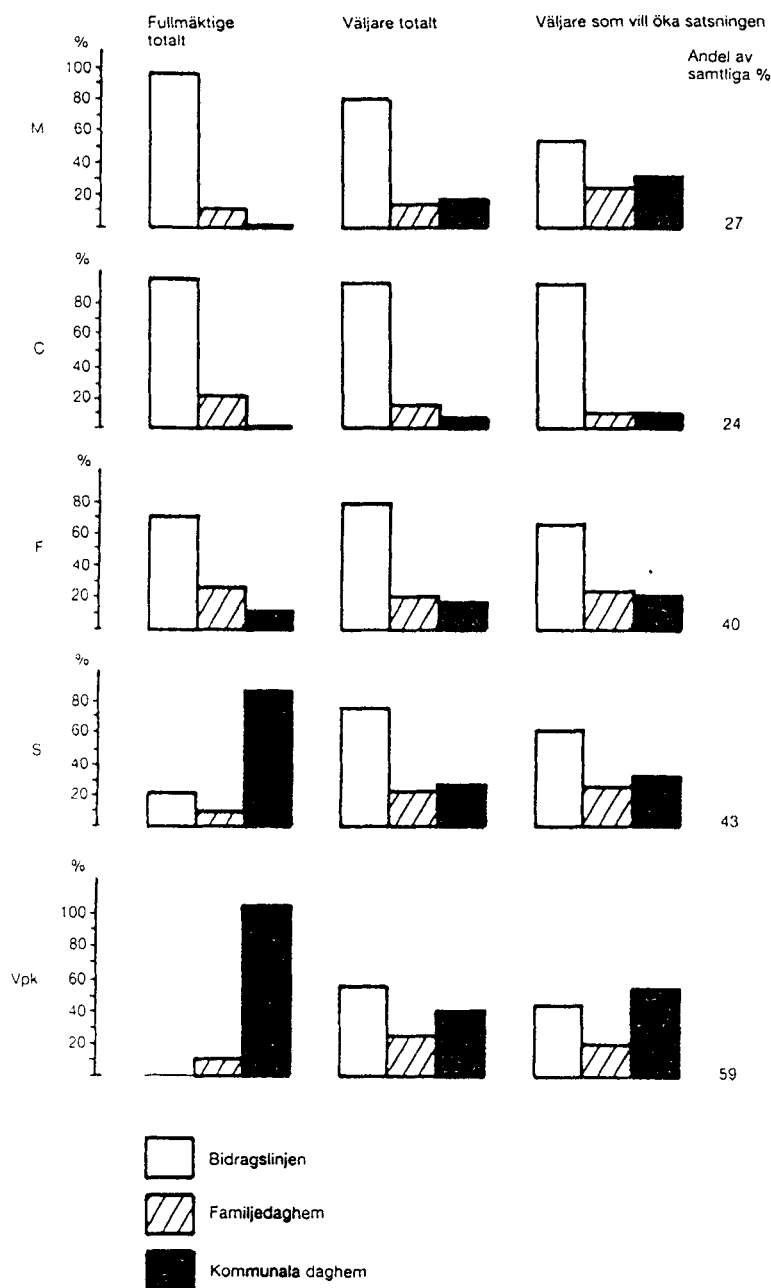 Fullmäktige
totalt
Väljare totalt
Väljare som vill öka satsningen
Andel av
samtliga %
%
100
80
60
40
20
M
27
80
60
40
20
C
24
%
80
60
40
20
F
40
%
80
60
40
20
S
43
%
100
80
60
40
20
Vpk
59
Bidragslinjen
Familjedaghem
Kommunala daghem